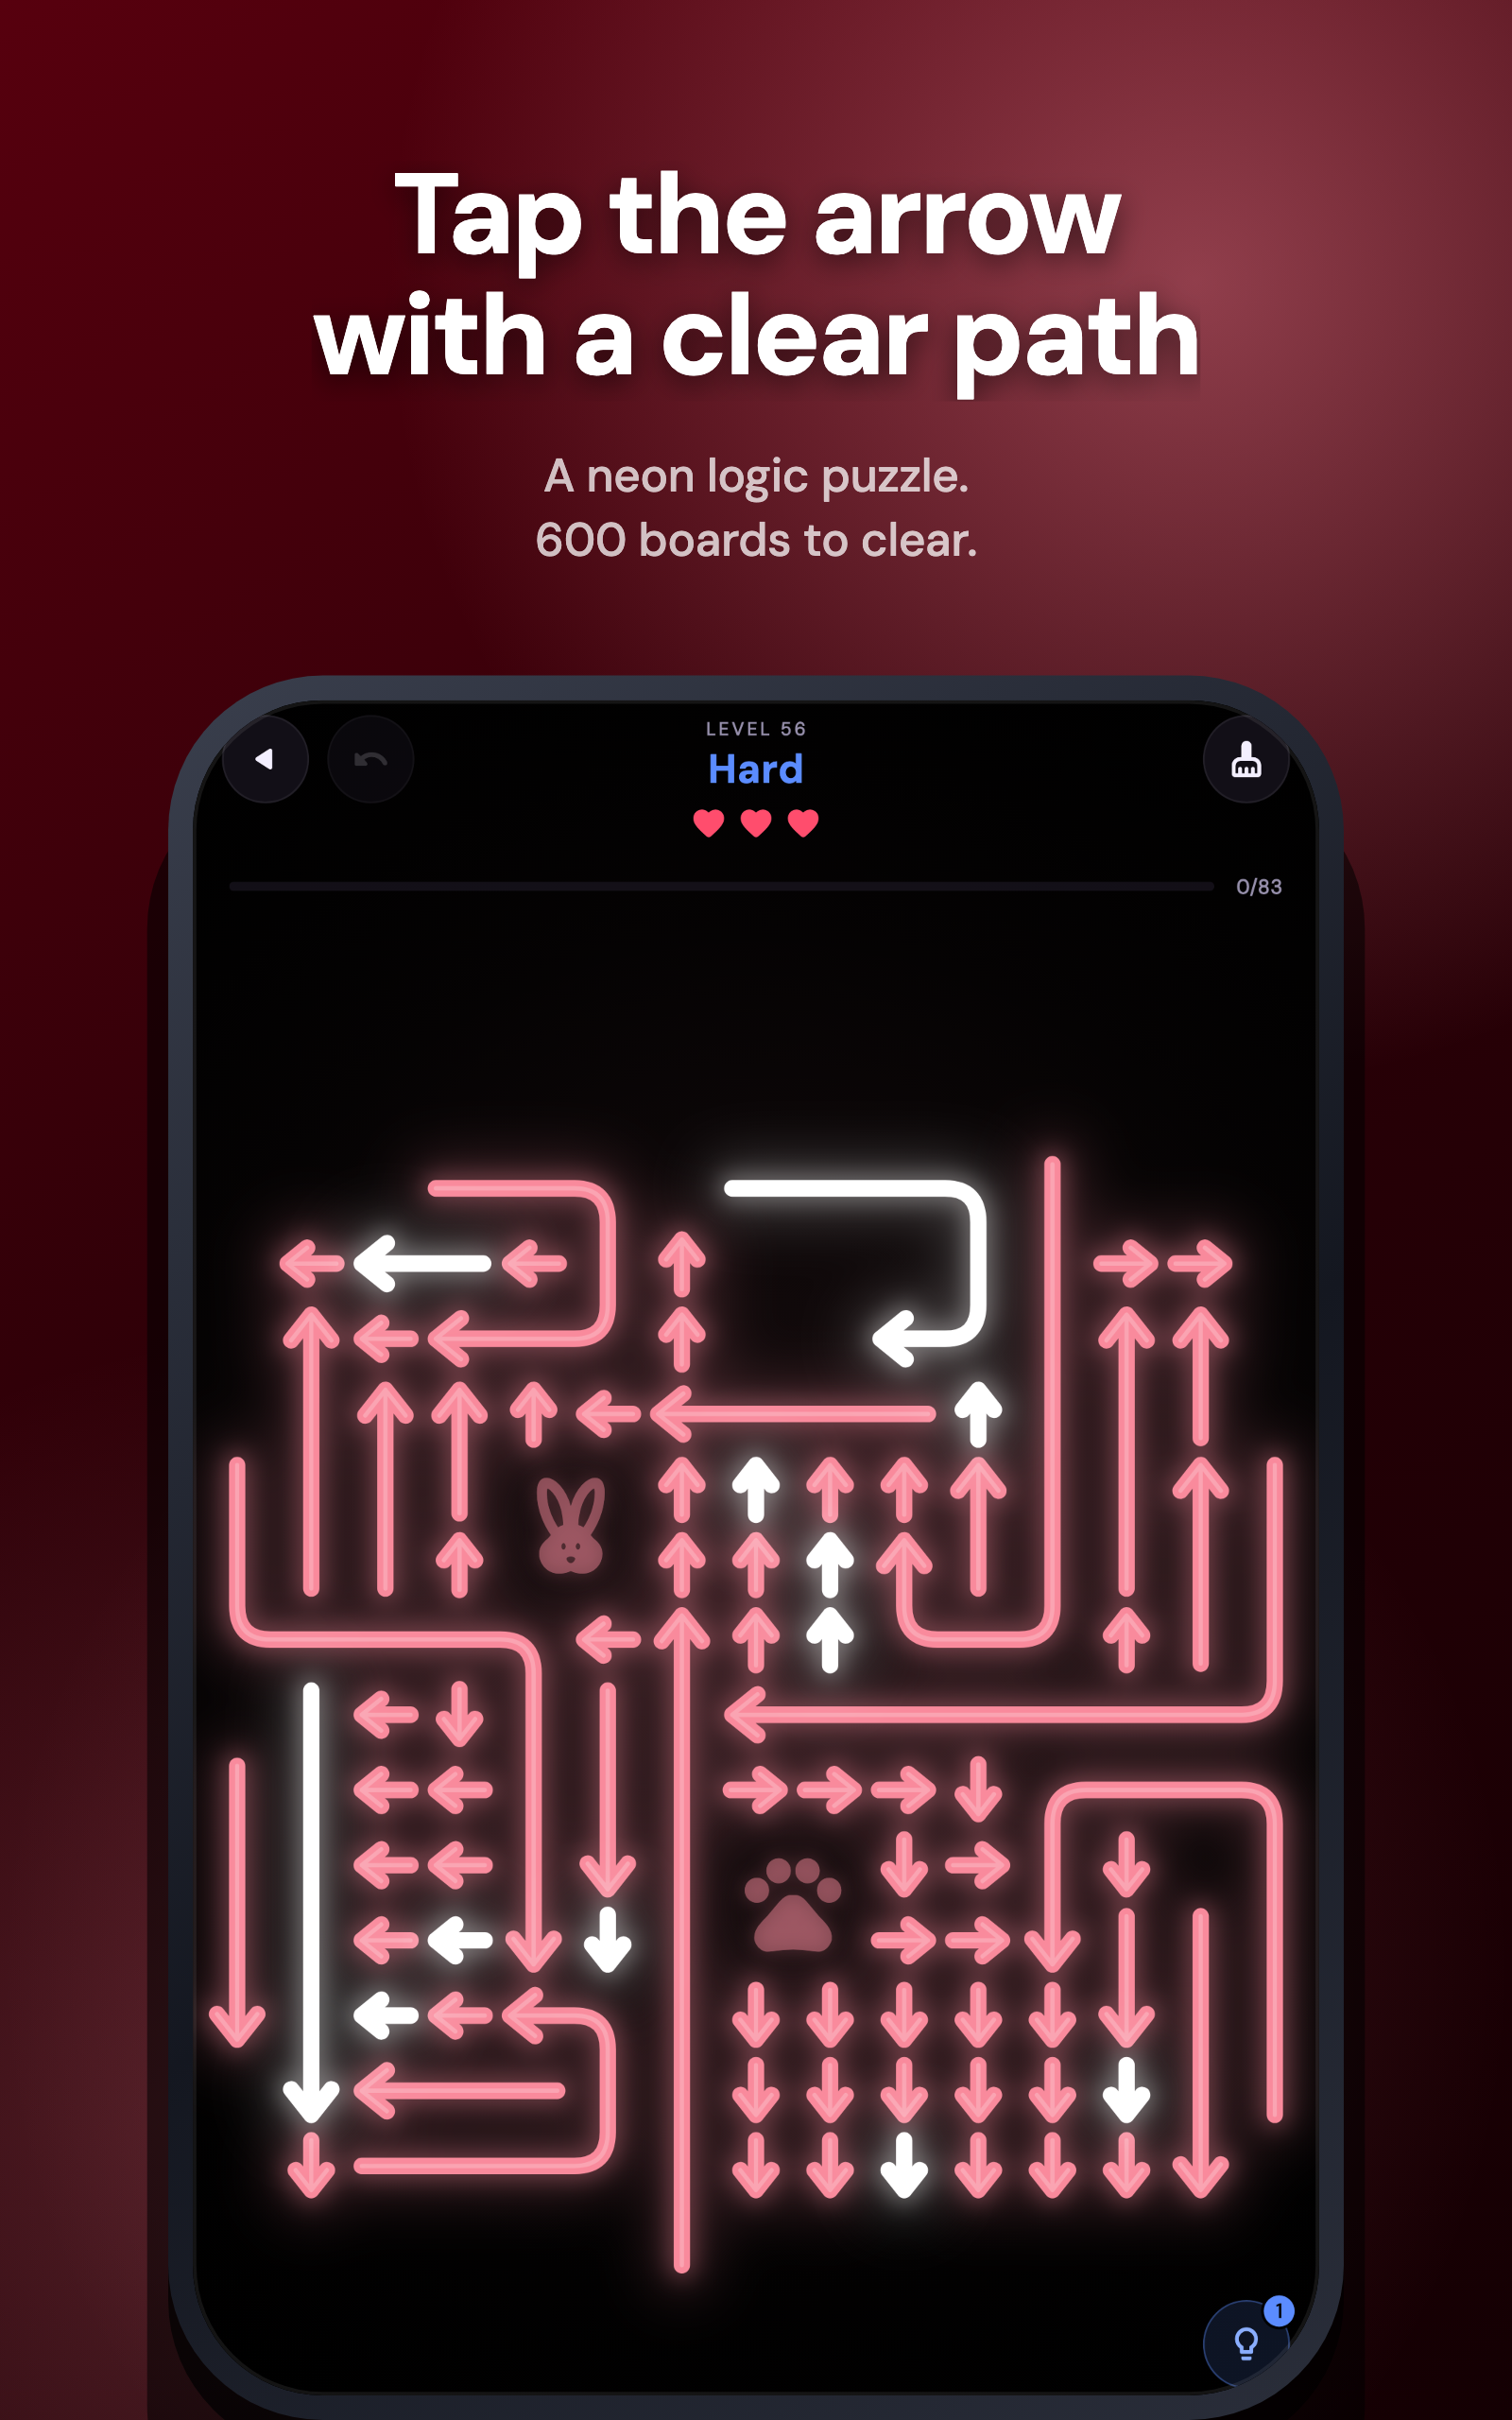 Tap the arrow
with a clear path
A neon logic puzzle.
600 boards to clear.
LEVEL 56
Hard
0/83
1